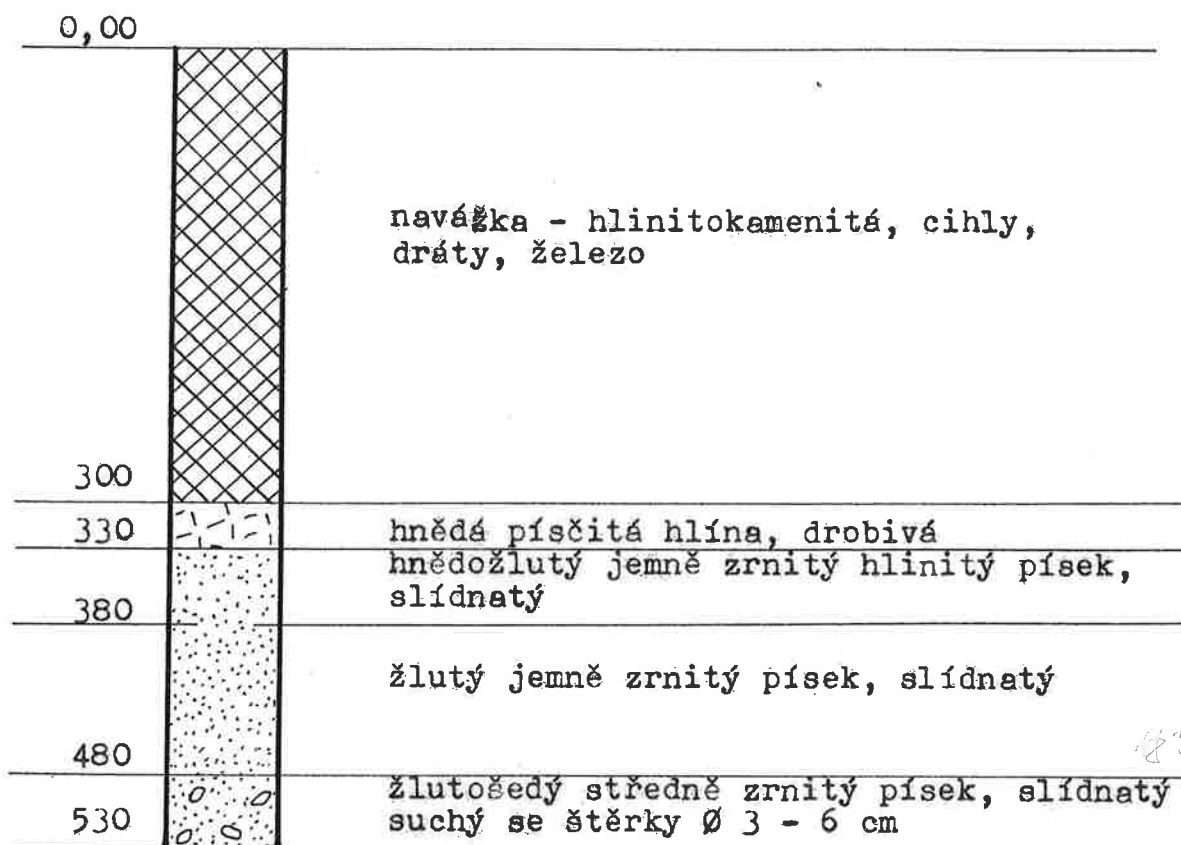 0,00
navážka - hlinitokamenitá, cihly,
dráty, železo
300
330 hnědá písčitá hlína, drobivá
hnědožlutý jemně zrnitý hlinitý písek,
slídnatý
380
žlutý jemně zrnitý písek, slídnatý
480
žlutošedý středně zrnitý písek, slídnatý
530 suchý se štěrky Ø 3 - 6 cm